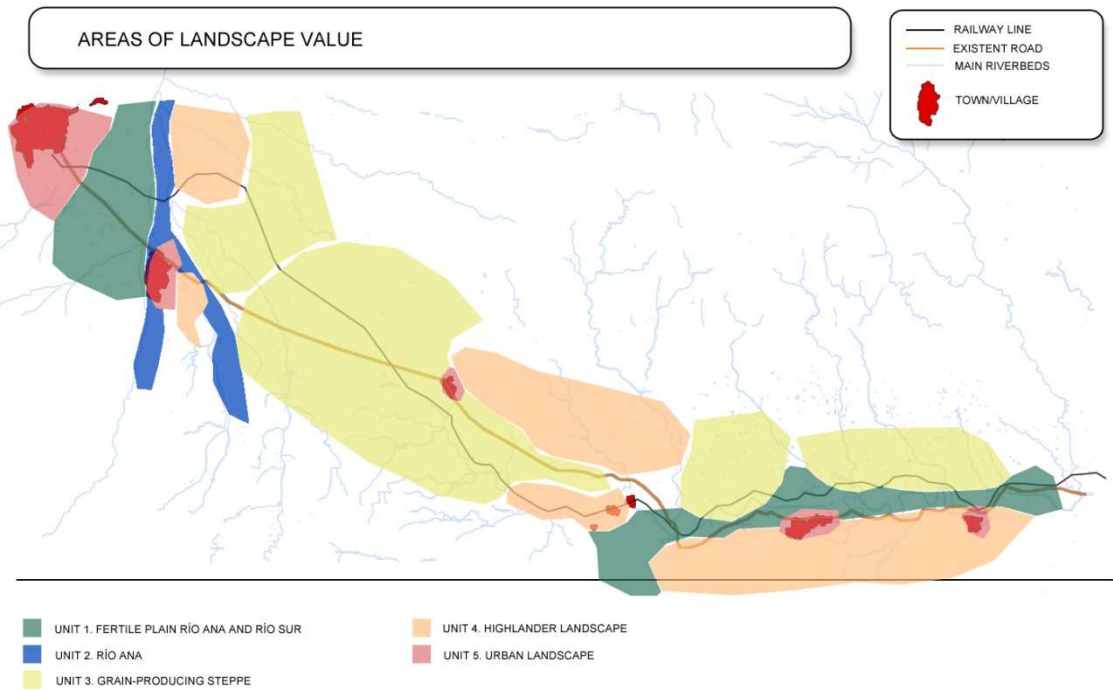 AREAS OF LANDSCAPE VALUE
RAILWAY LINE
EXISTENT ROAD
MAIN RIVERBEDS
TOWN/VILLAGE
UNIT 1. FERTILE PLAIN RÍO ANA AND RÍO SUR
UNIT 2. RÍO ANA
UNIT 3. GRAIN-PRODUCING STEPPE
UNIT 4. HIGHLANDER LANDSCAPE
UNIT 5. URBAN LANDSCAPE